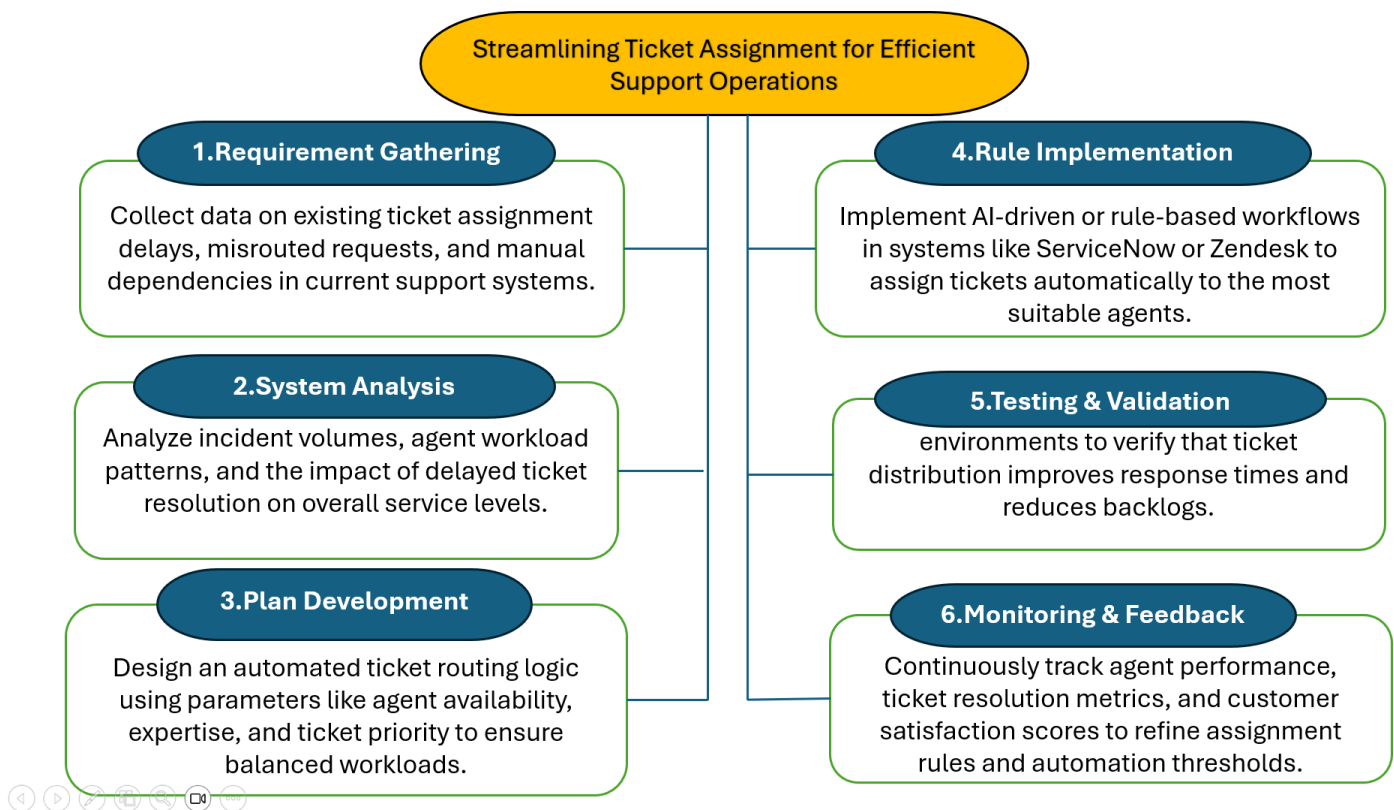 Streamlining Ticket Assignment for Efficient
Support Operations
1.Requirement Gathering
Collect data on existing ticket assignment
delays, misrouted requests, and manual
dependencies in current support systems.
2.System Analysis
Analyze incident volumes, agent workload
patterns, and the impact of delayed ticket
resolution on overall service levels.
3.Plan Development
Design an automated ticket routing logic
using parameters like agent availability,
expertise, and ticket priority to ensure
balanced workloads.
4.Rule Implementation
Implement AI-driven or rule-based workflows
in systems like ServiceNow or Zendesk to
assign tickets automatically to the most
suitable agents.
5.Testing & Validation
environments to verify that ticket
distribution improves response times and
reduces backlogs.
6.Monitoring & Feedback
Continuously track agent performance,
ticket resolution metrics, and customer
satisfaction scores to refine assignment
rules and automation thresholds.